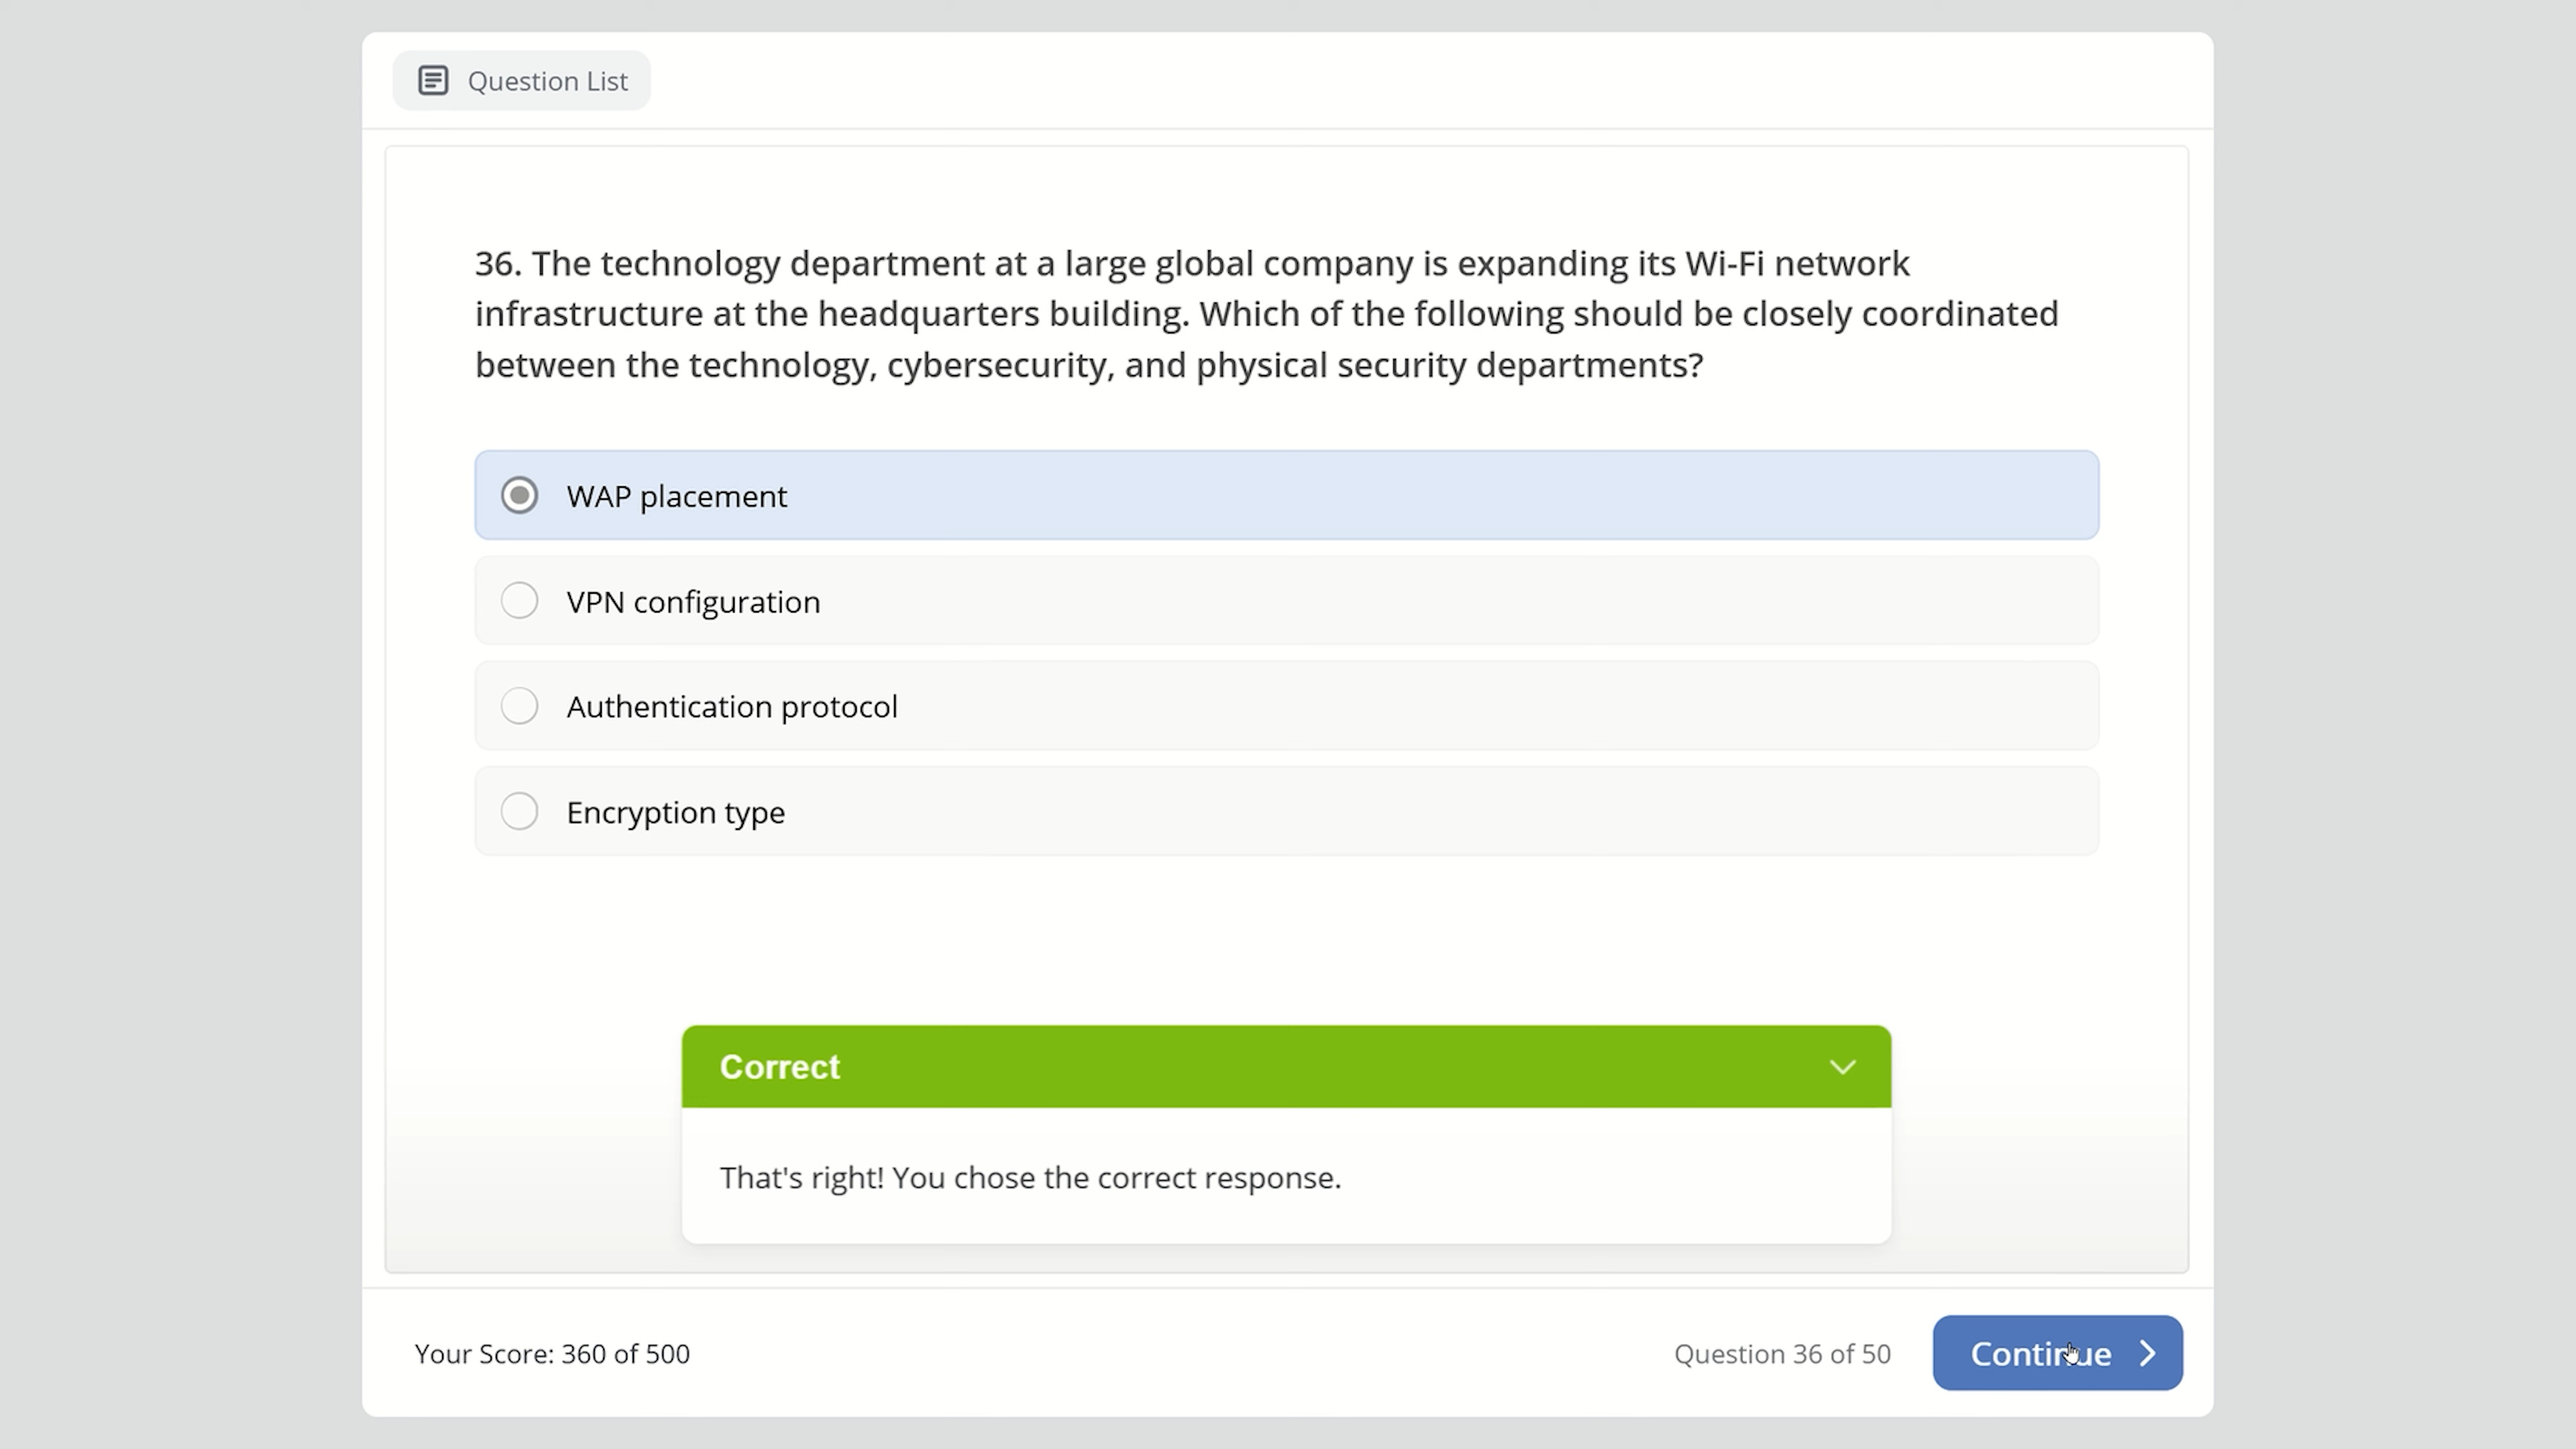 Question List
36. The technology department at a large global company is expanding its Wi-Fi network
infrastructure at the headquarters building. Which of the following should be closely coordinated
between the technology, cybersecurity, and physical security departments?
WAP placement
VPN configuration
Authentication protocol
Encryption type
Correct
That's right! You chose the correct response.
Your Score: 360 of 500
Question 36 of 50
Continue